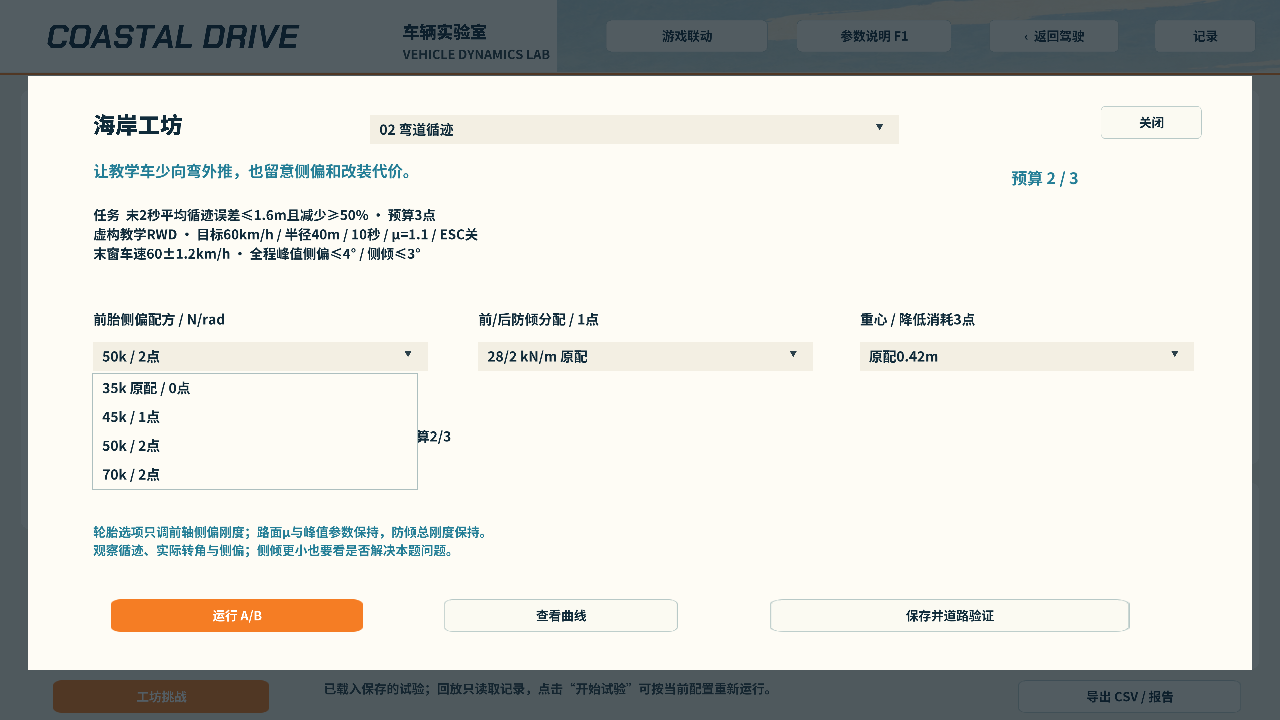 COASTAL DRIVE
车辆实验室
VEHICLE DYNAMICS LAB
游戏联动
参数说明 F1
‹ 返回驾驶
记录
海岸工坊
02 弯道循迹
▼
关闭
让教学车少向弯外推，也留意侧偏和改装代价。
预算 2 / 3
任务 末2秒平均循迹误差≤1.6m且减少≥50% · 预算3点
虚构教学RWD · 目标60km/h / 半径40m / 10秒 / μ=1.1 / ESC关
末窗车速60±1.2km/h · 全程峰值侧偏≤4° / 侧倾≤3°
前胎侧偏配方 / N/rad
前/后防倾分配 / 1点
重心 / 降低消耗3点
50k / 2点
▼
28/2 kN/m 原配
▼
原配0.42m
▼
35k 原配 / 0点
45k / 1点
50k / 2点
70k / 2点
算2/3
轮胎选项只调前轴侧偏刚度；路面μ与峰值参数保持，防倾总刚度保持。
观察循迹、实际转角与侧偏；侧倾更小也要看是否解决本题问题。
运行 A/B
查看曲线
保存并道路验证
工坊挑战
已载入保存的试验；回放只读取记录，点击“开始试验”可按当前配置重新运行。
导出 CSV / 报告